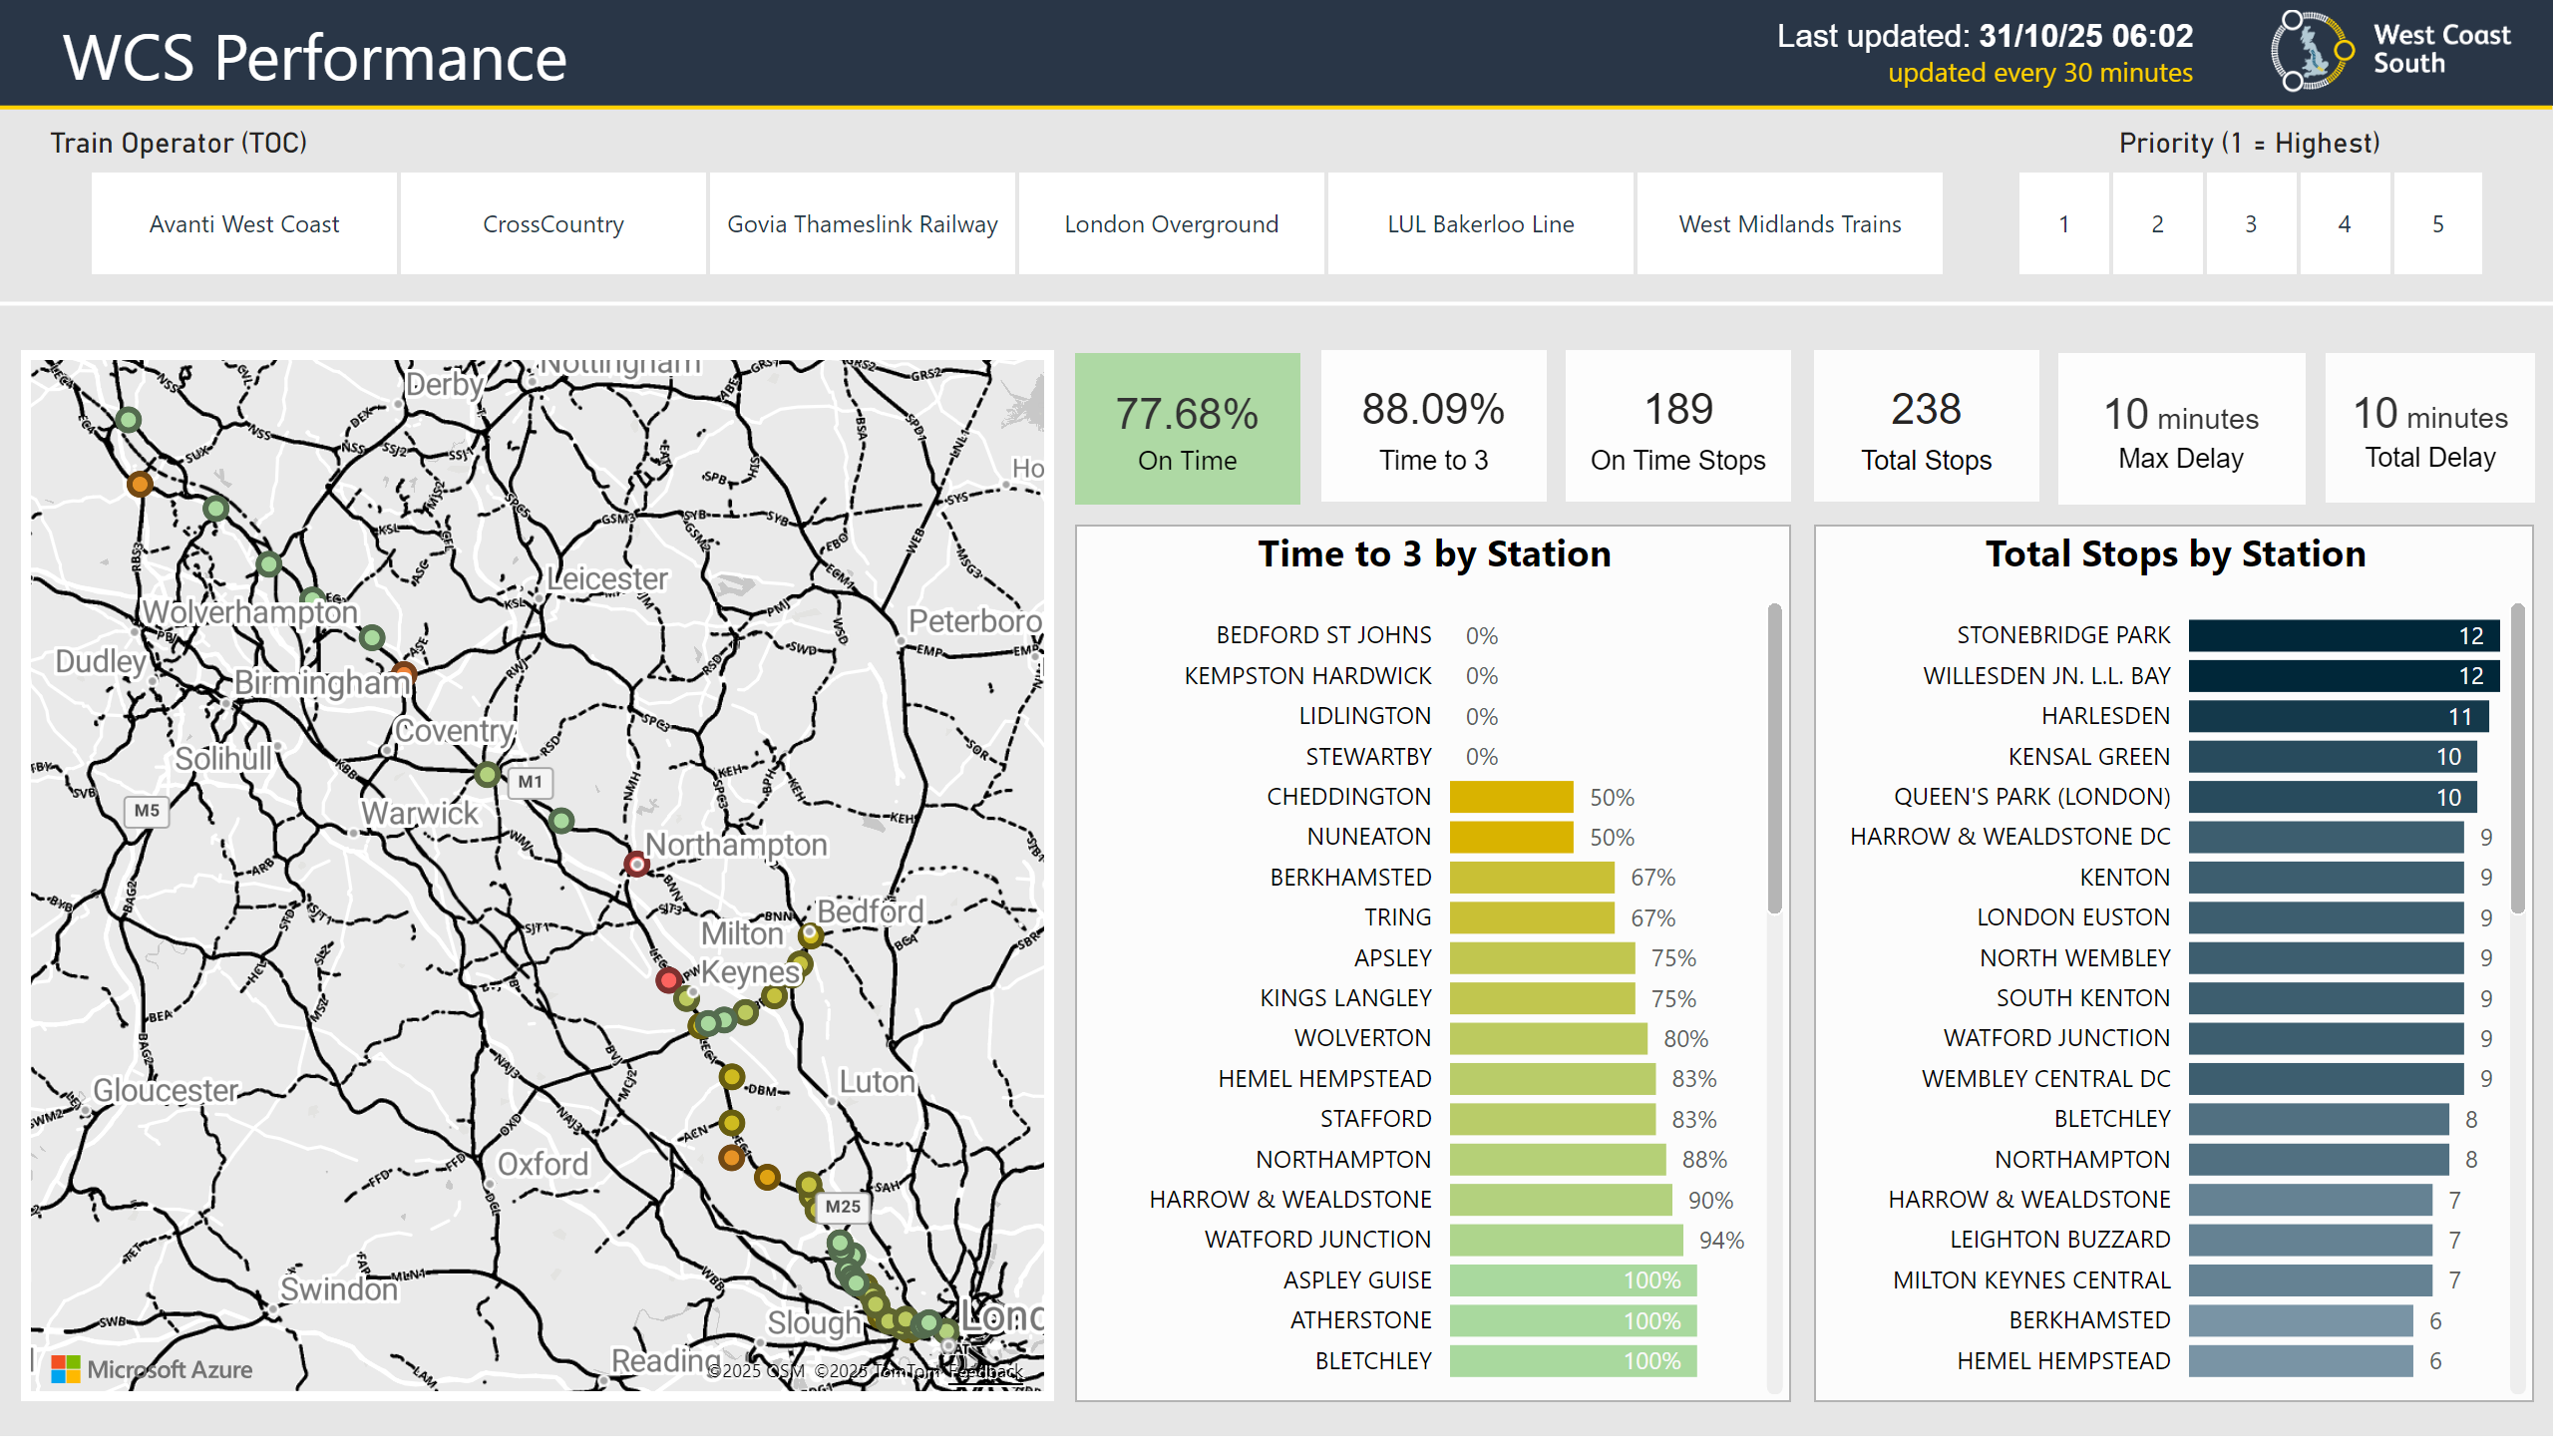 WCS Performance
Last updated: 31/10/25 06:02
updated every 30 minutes
West Coast
South
Train Operator (TOC)
Priority (1 = Highest)
Avanti West Coast
CrossCountry
Govia Thameslink Railway
London Overground
LUL Bakerloo Line
West Midlands Trains
1
2
3
4
5
77.68%
On Time
88.09%
Time to 3
189
On Time Stops
238
Total Stops
10 minutes
Max Delay
10 minutes
Total Delay
Nottingham
Derby
Leicester
Wolverhampton
Peterboro
Dudley
Birmingham
Coventry
Solihull
M1
M5
Warwick
Northampton
Bedford
Milton
Keynes
Luton
Gloucester
Oxford
M25
Swindon
Slough
Lonc
Reading
Microsoft Azure
©2025 OSM ©2025 TomTom Feedback
Time to 3 by Station
BEDFORD ST JOHNS 0%
KEMPSTON HARDWICK 0%
LIDLINGTON 0%
STEWARTBY 0%
CHEDDINGTON 50%
NUNEATON 50%
BERKHAMSTED 67%
TRING 67%
APSLEY 75%
KINGS LANGLEY 75%
WOLVERTON 80%
HEMEL HEMPSTEAD 83%
STAFFORD 83%
NORTHAMPTON 88%
HARROW & WEALDSTONE 90%
WATFORD JUNCTION 94%
ASPLEY GUISE 100%
ATHERSTONE 100%
BLETCHLEY 100%
Total Stops by Station
STONEBRIDGE PARK 12
WILLESDEN JN. L.L. BAY 12
HARLESDEN 11
KENSAL GREEN 10
QUEEN'S PARK (LONDON) 10
HARROW & WEALDSTONE DC 9
KENTON 9
LONDON EUSTON 9
NORTH WEMBLEY 9
SOUTH KENTON 9
WATFORD JUNCTION 9
WEMBLEY CENTRAL DC 9
BLETCHLEY 8
NORTHAMPTON 8
HARROW & WEALDSTONE 7
LEIGHTON BUZZARD 7
MILTON KEYNES CENTRAL 7
BERKHAMSTED 6
HEMEL HEMPSTEAD 6